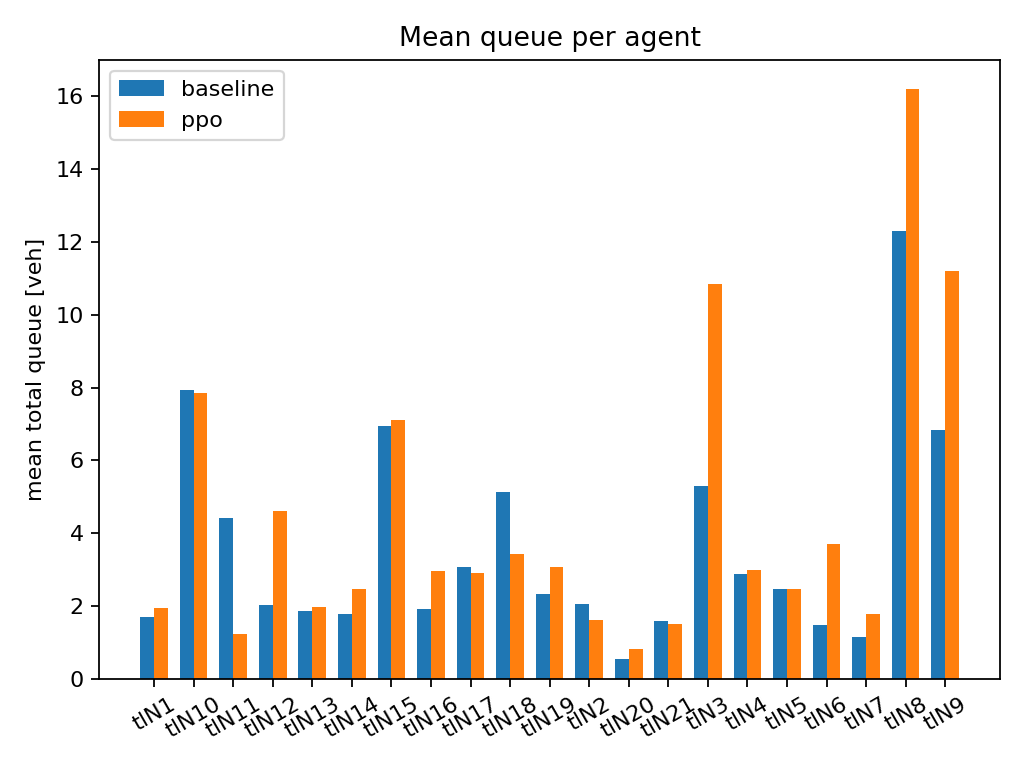 Mean queue per agent
baseline
ppo
mean total queue [veh]
16
14
12
10
8
6
4
2
0
tlN1
tlN10
tlN11
tlN12
tlN13
tlN14
tlN15
tlN16
tlN17
tlN18
tlN19
tlN2
tlN20
tlN21
tlN3
tlN4
tlN5
tlN6
tlN7
tlN8
tlN9